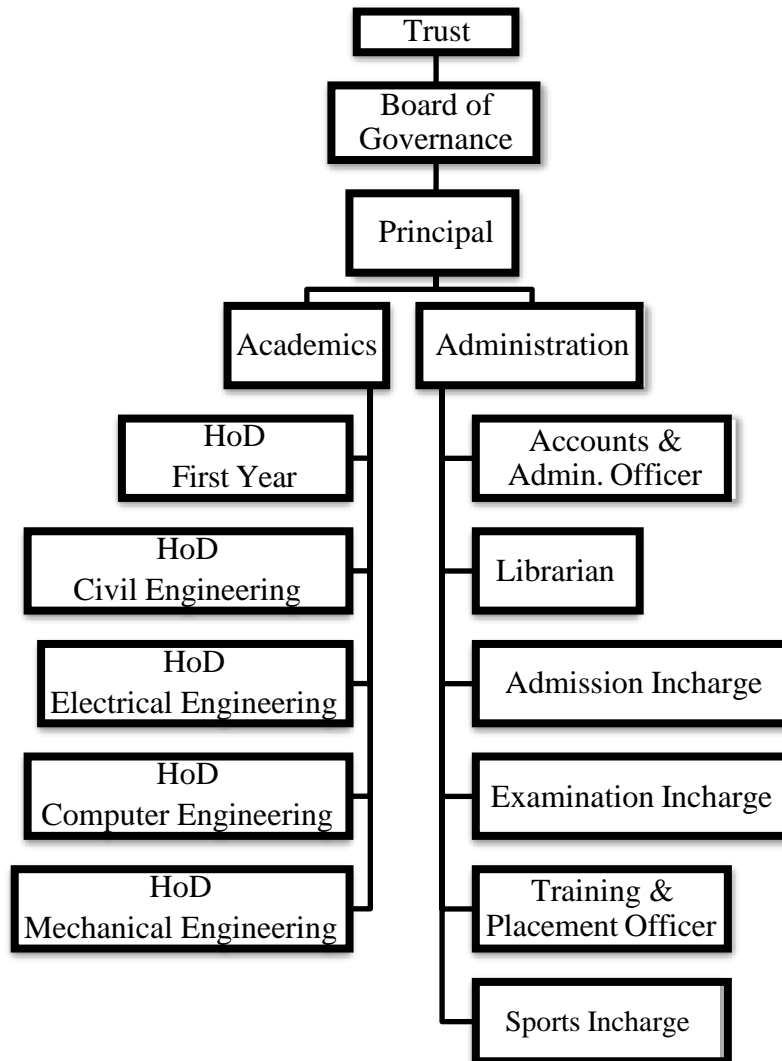 Trust
Board of
Governance
Principal
Academics
Administration
HoD
First Year
HoD
Civil Engineering
HoD
Electrical Engineering
HoD
Computer Engineering
HoD
Mechanical Engineering
Accounts &
Admin. Officer
Librarian
Admission Incharge
Examination Incharge
Training &
Placement Officer
Sports Incharge